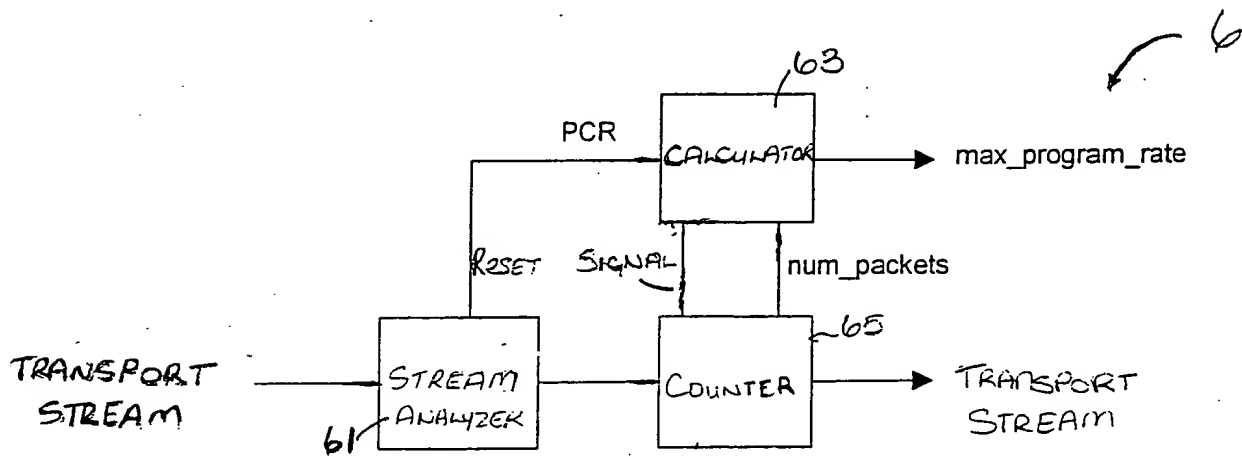 6
63
PCR
CALCULATOR
max_program_rate
RESET
SIGNAL
num_packets
65
TRANSPORT
STREAM
STREAM
ANALYZER
61
COUNTER
TRANSPORT
STREAM